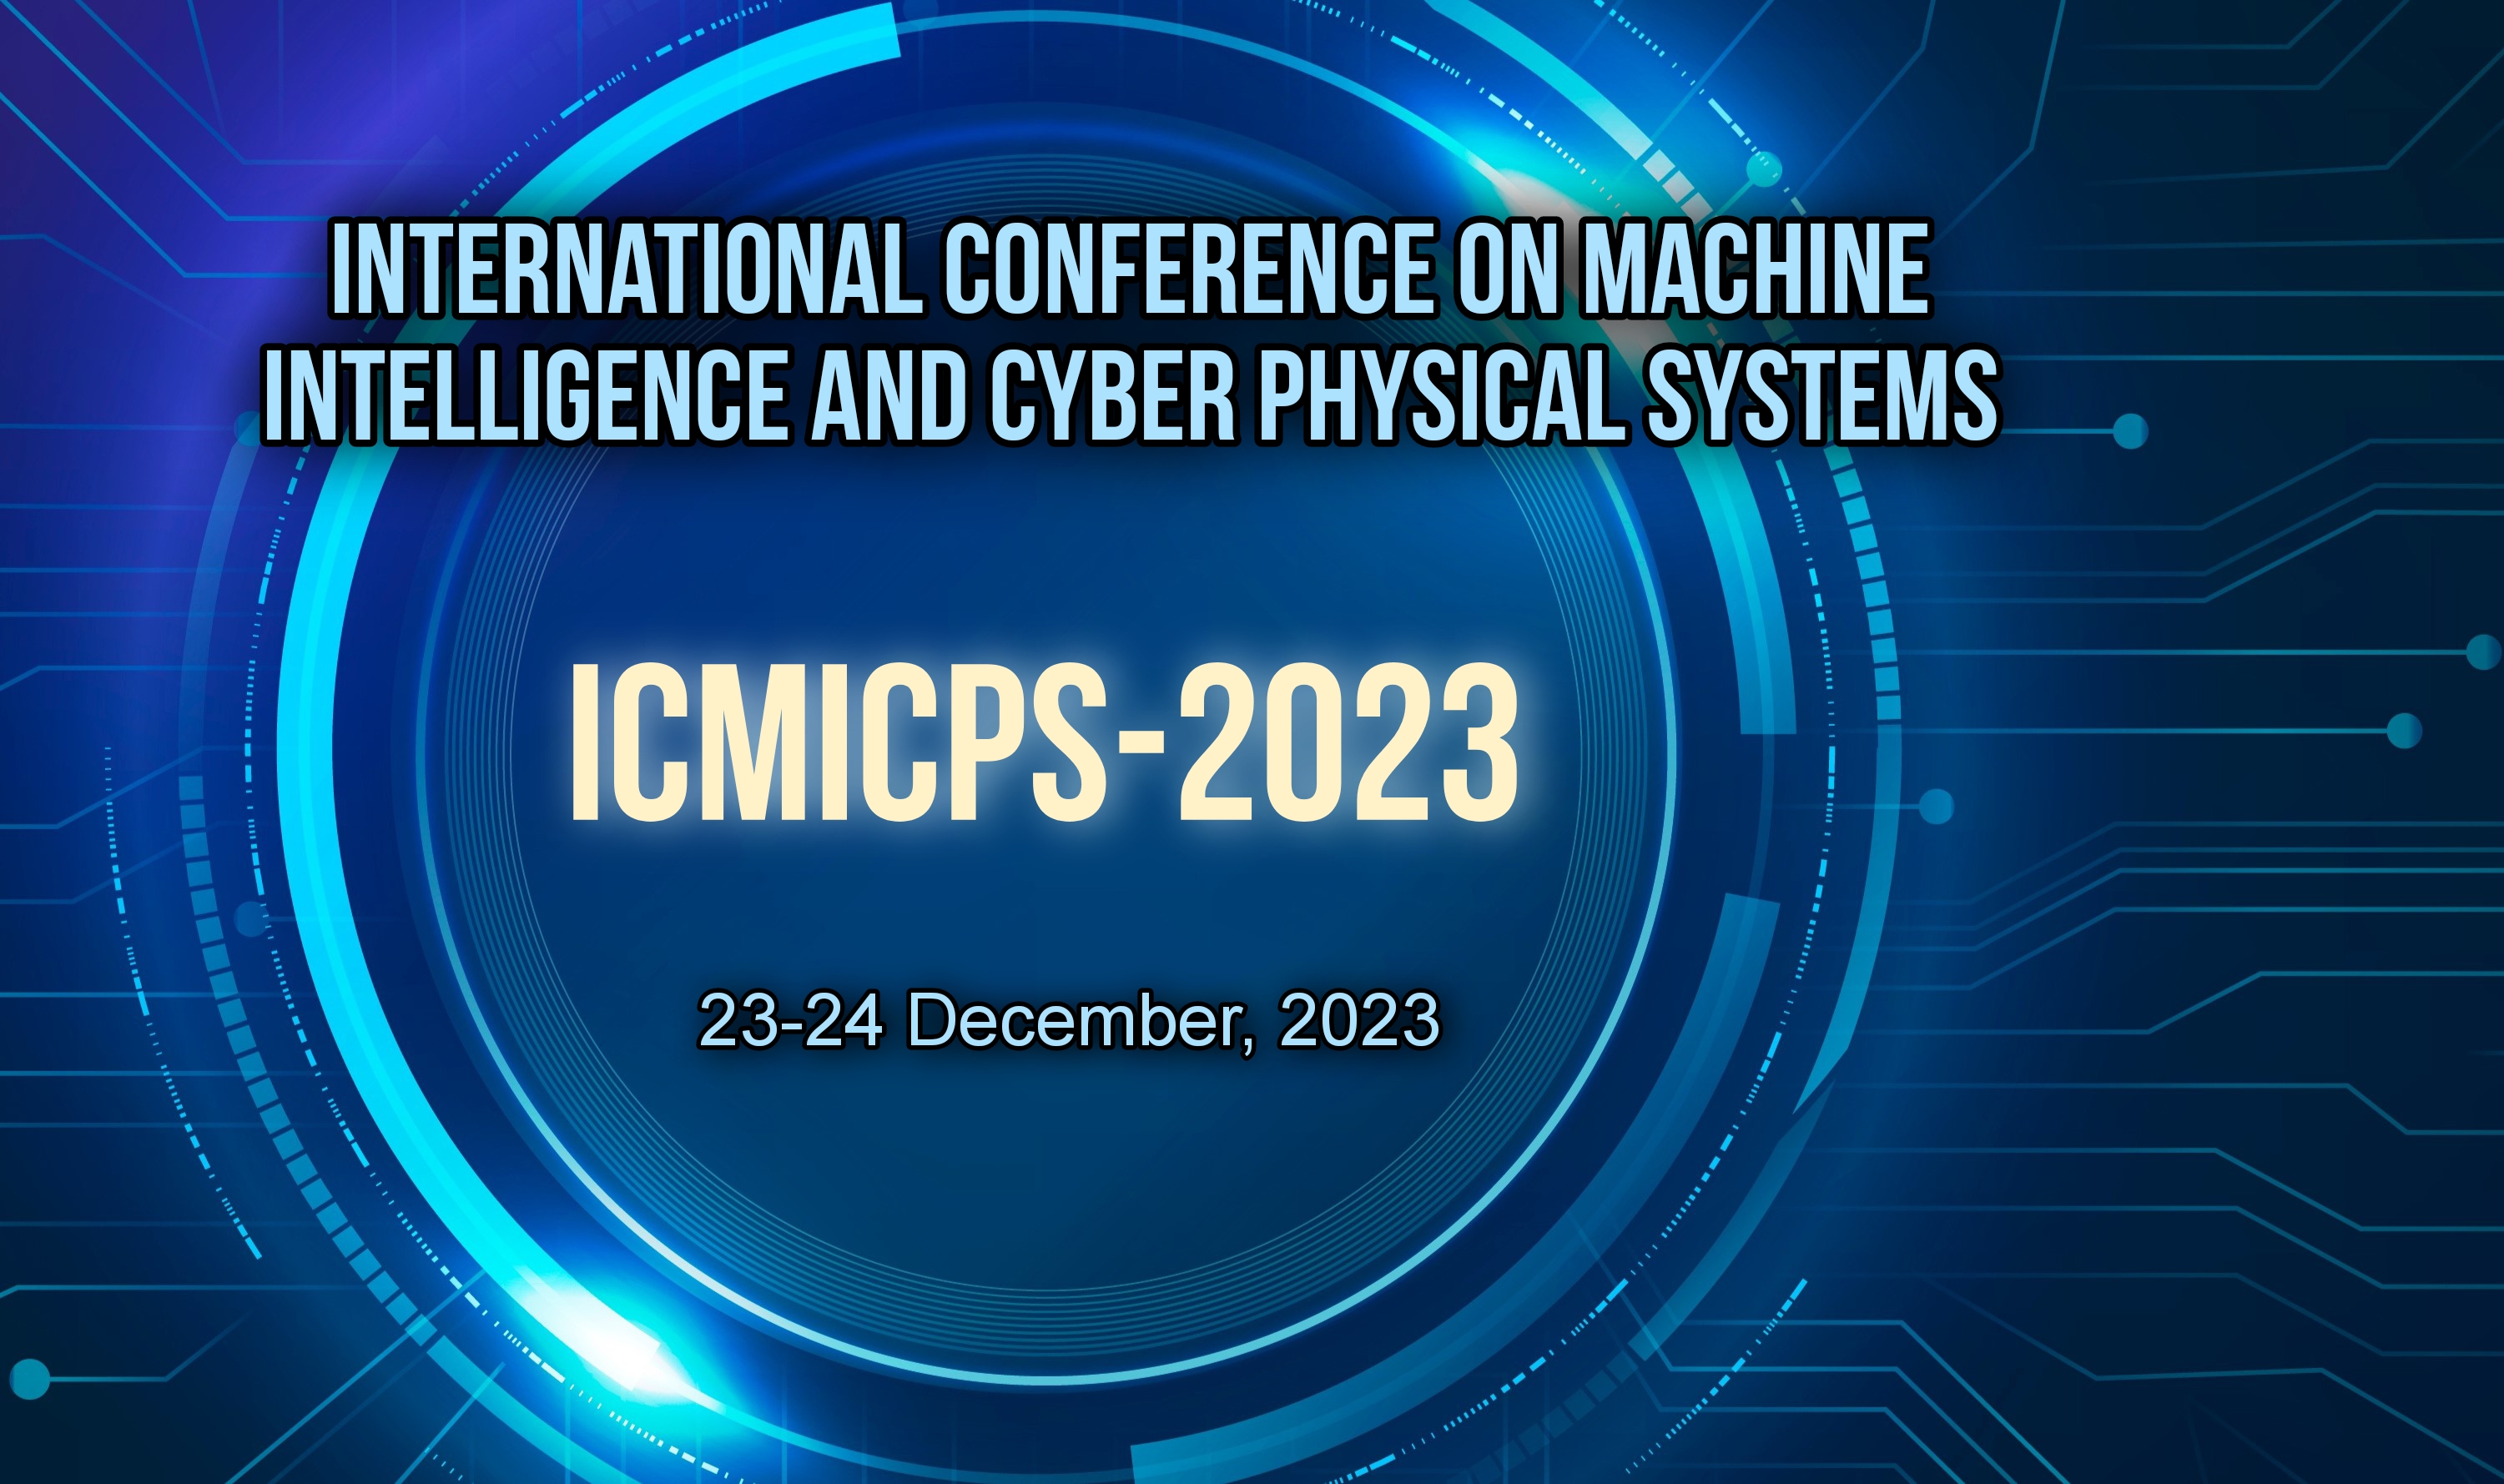 INTERNATIONAL CONFERENCE ON MACHINE
INTELLIGENCE AND CYBER PHYSICAL SYSTEMS
ICMICPS-2023
23-24 December, 2023